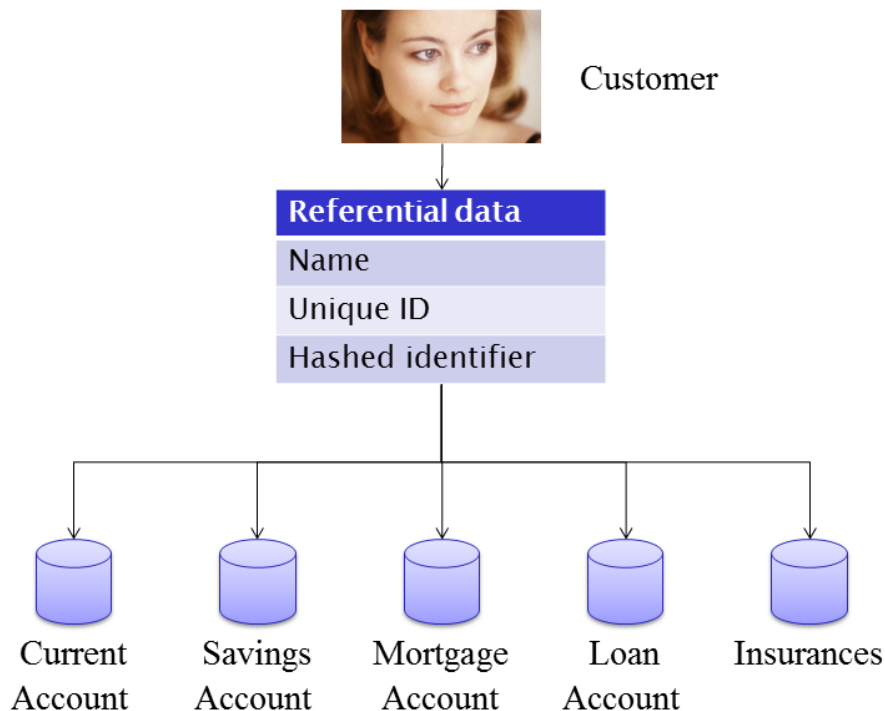 Customer
Referential data
Name
Unique ID
Hashed identifier
Current
Account
Savings
Account
Mortgage
Account
Loan
Account
Insurances